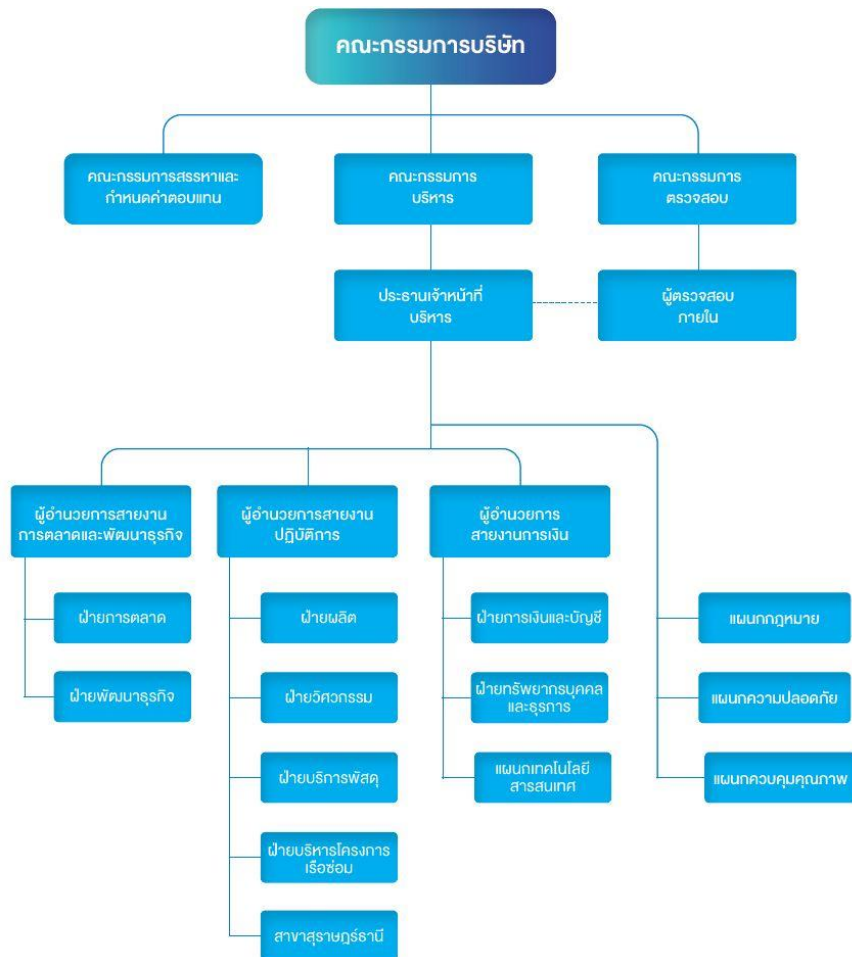 คณะกรรมการบริษัท
คณะกรรมการสรรหาและ
กำหนดค่าตอบแทน
คณะกรรมการ
บริหาร
คณะกรรมการ
ตรวจสอบ
ประธานเจ้าหน้าที่
บริหาร
ผู้ตรวจสอบ
ภายใน
ผู้อำนวยการสายงาน
การตลาดและพัฒนาธุรกิจ
ผู้อำนวยการสายงาน
ปฏิบัติการ
ผู้อำนวยการ
สายงานการเงิน
ฝ่ายการตลาด
ฝ่ายพัฒนาธุรกิจ
ฝ่ายผลิต
ฝ่ายวิศวกรรม
ฝ่ายบริการพัสดุ
ฝ่ายบริหารโครงการ
เรือซ่อม
สาขาสุราษฎร์ธานี
ฝ่ายการเงินและบัญชี
ฝ่ายทรัพยากรบุคคล
และธุรการ
แผนกเทคโนโลยี
สารสนเทศ
แผนกกฎหมาย
แผนกความปลอดภัย
แผนกควบคุมคุณภาพ